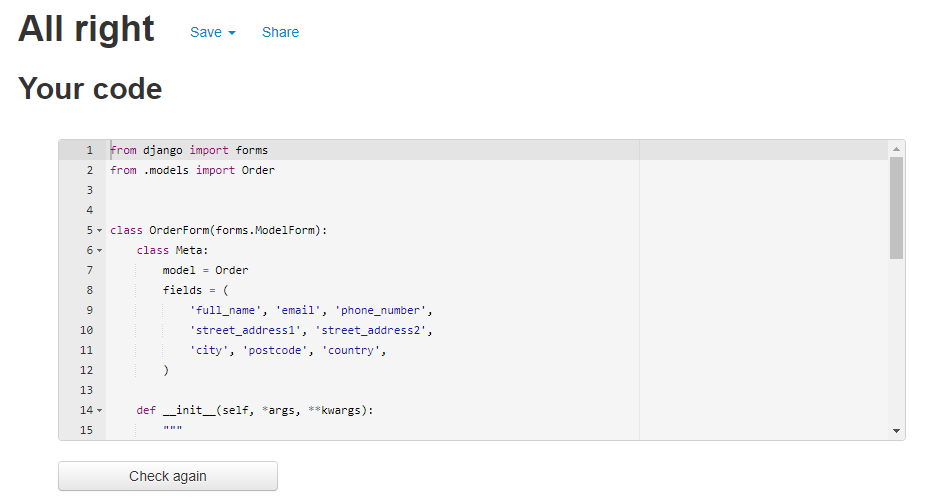 All right Save Share
Your code
1 from django import forms
2 from .models import Order
3
4
5 class OrderForm(forms.ModelForm):
6 class Meta:
7 model = Order
8 fields = (
9 'full_name', 'email', 'phone_number',
10 'street_address1', 'street_address2',
11 'city', 'postcode', 'country',
12 )
13
14 def __init__(self, *args, **kwargs):
15 """
Check again